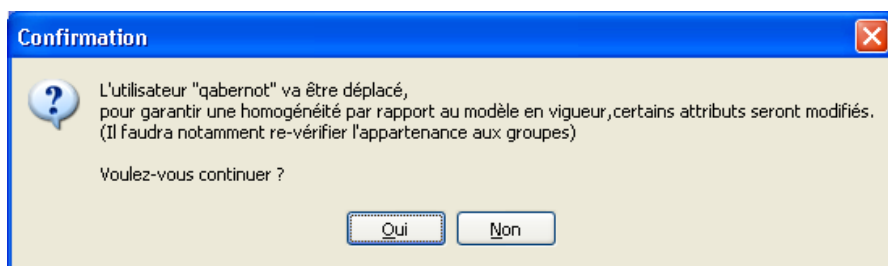 Confirmation
L'utilisateur "qabernot" va être déplacé,
pour garantir une homogénéité par rapport au modèle en vigueur,certains attributs seront modifiés.
(Il faudra notamment re-vérifier l'appartenance aux groupes)
Voulez-vous continuer ?
Oui Non